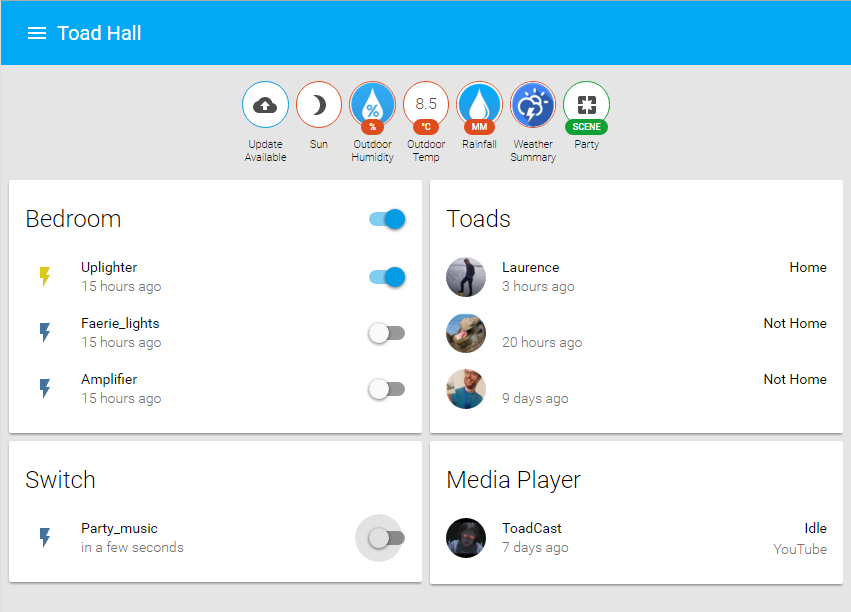 Toad Hall
8.5
%
°C
MM
SCENE
Update Available
Sun
Outdoor Humidity
Outdoor Temp
Rainfall
Weather Summary
Party
Bedroom
Uplighter
15 hours ago
Faerie_lights
15 hours ago
Amplifier
15 hours ago
Toads
Laurence
Home
3 hours ago
Not Home
20 hours ago
Not Home
9 days ago
Switch
Party_music
in a few seconds
Media Player
ToadCast
Idle
7 days ago
YouTube